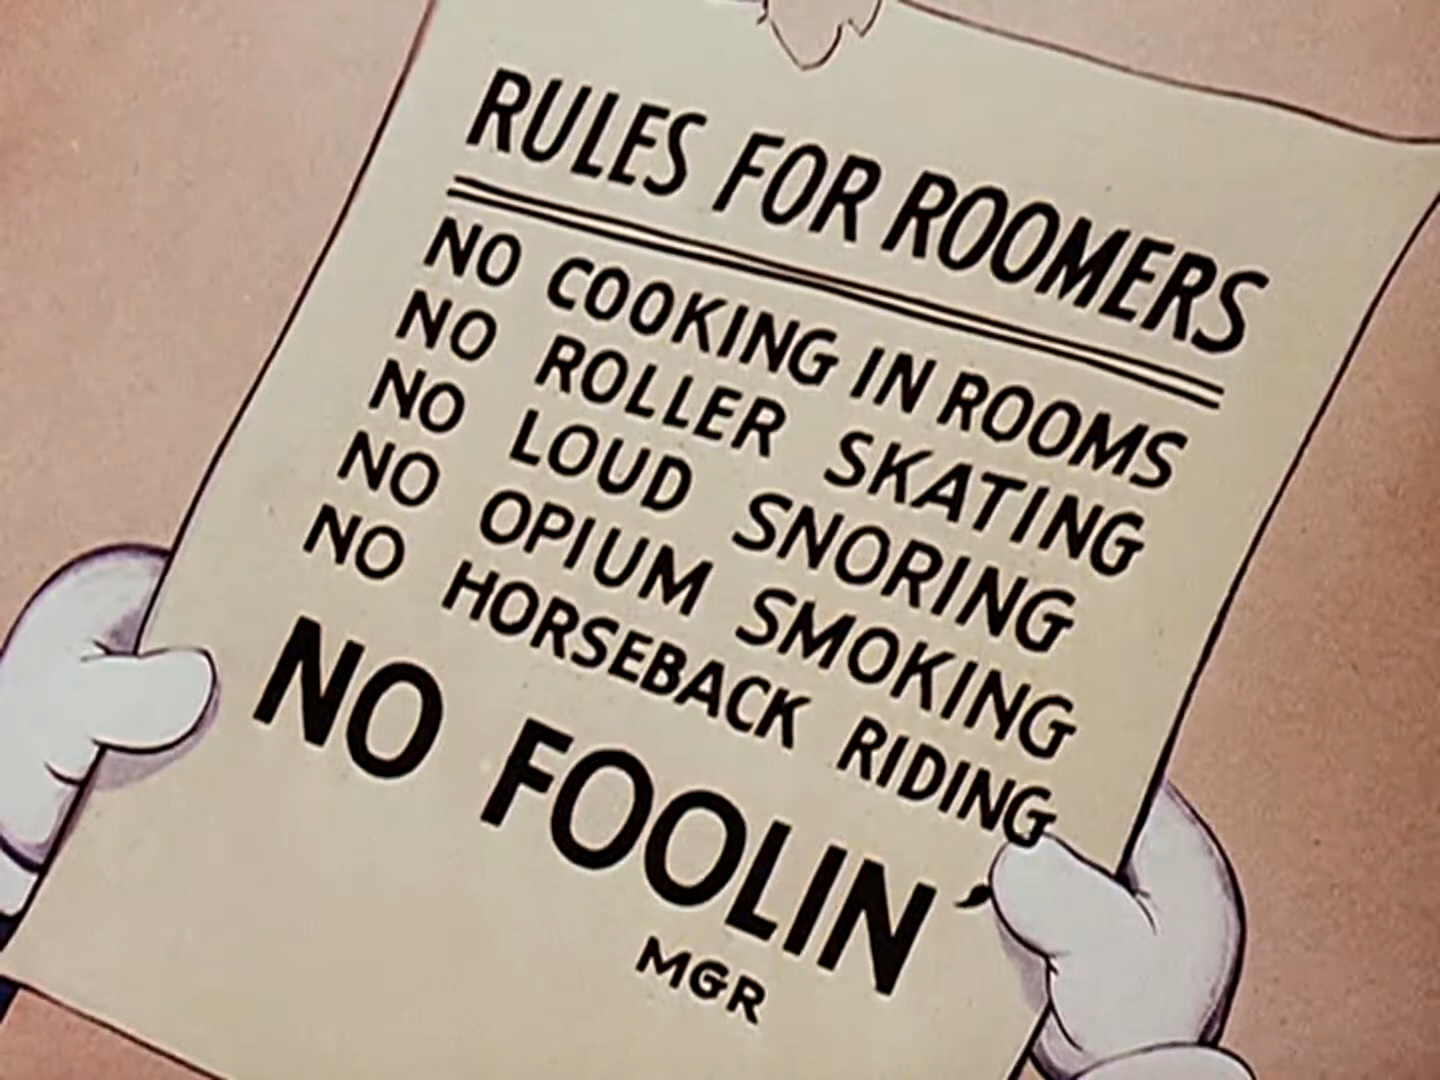 RULES FOR ROOMERS
NO COOKING IN ROOMS
NO ROLLER SKATING
NO LOUD SNORING
NO OPIUM SMOKING
NO HORSEBACK RIDING
NO FOOLIN'
MGR